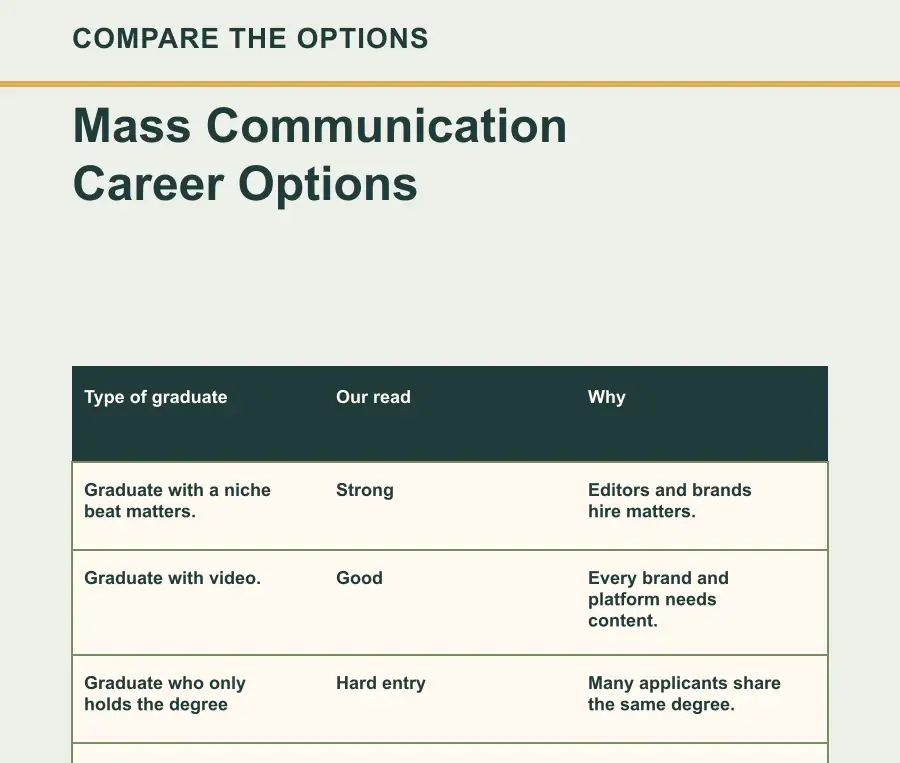 COMPARE THE OPTIONS
Mass Communication
Career Options
Type of graduate
Our read
Why
Graduate with a niche
beat matters.
Strong
Editors and brands
hire matters.
Graduate with video.
Good
Every brand and
platform needs
content.
Graduate who only
holds the degree
Hard entry
Many applicants share
the same degree.